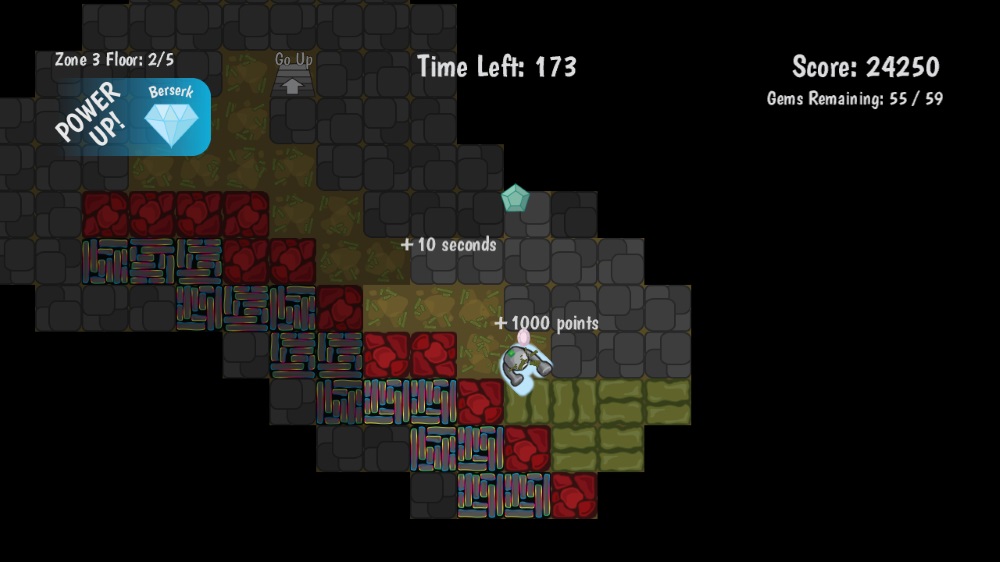 Zone 3 Floor: 2/5
Go Up
Time Left: 173
Score: 24250
Gems Remaining: 55 / 59
POWER UP!
Berserk
+ 10 seconds
+ 1000 points